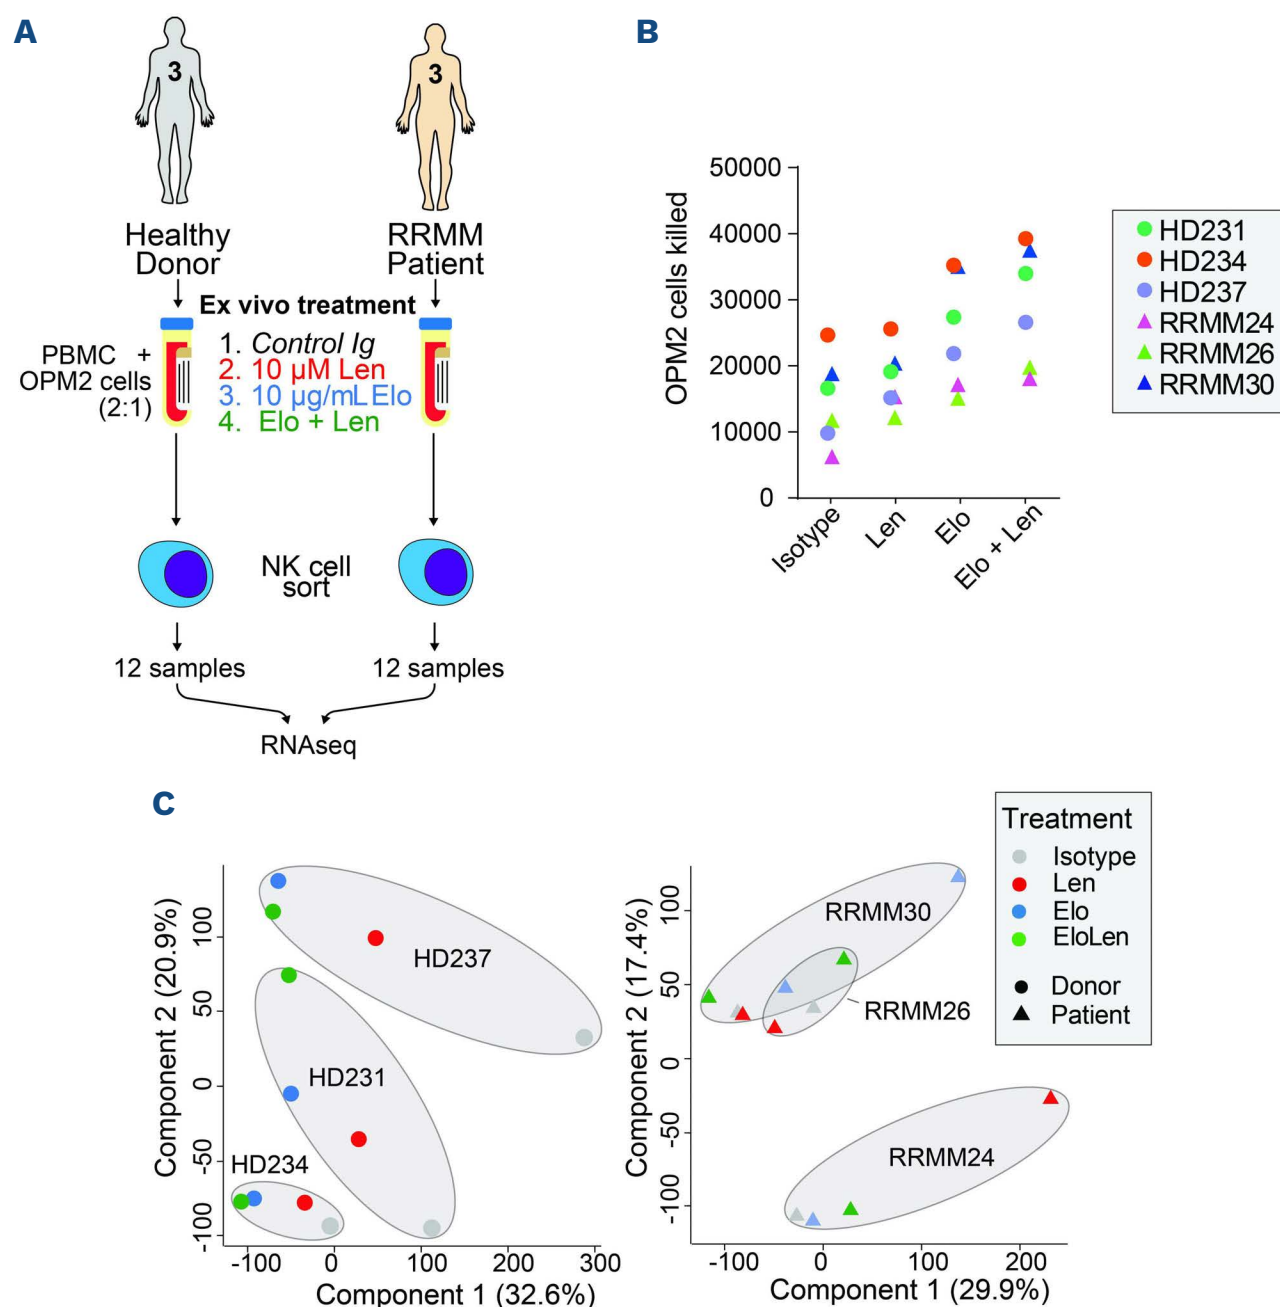 A
3
3
Healthy
Donor
RRMM
Patient
Ex vivo treatment
PBMC +
OPM2 cells
(2:1)
1. Control Ig
2. 10 µM Len
3. 10 µg/mL Elo
4. Elo + Len
NK cell
sort
12 samples
12 samples
RNAseq
B
OPM2 cells killed
50000
40000
30000
20000
10000
0
Isotype
Len
Elo
Elo + Len
HD231
HD234
HD237
RRMM24
RRMM26
RRMM30
C
Component 2 (20.9%)
100
50
0
-50
-100
HD237
HD231
HD234
-100
0
100
200
300
Component 1 (32.6%)
Component 2 (17.4%)
100
50
0
-50
-100
RRMM30
RRMM26
RRMM24
-100
0
100
200
Component 1 (29.9%)
Treatment
Isotype
Len
Elo
EloLen
Donor
Patient